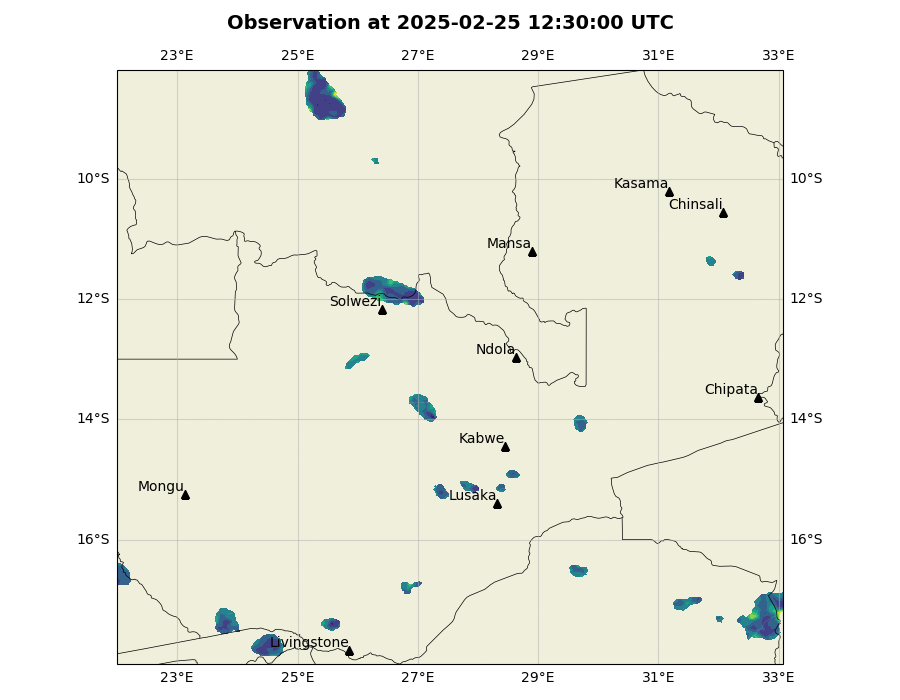 Observation at 2025-02-25 12:30:00 UTC
23°E 25°E 27°E 29°E 31°E 33°E
10°S 10°S
Kasama
Chinsali
Mansa
12°S 12°S
Solwezi
Ndola
Chipata
14°S 14°S
Kabwe
Mongu
Lusaka
16°S 16°S
Livingstone
23°E 25°E 27°E 29°E 31°E 33°E